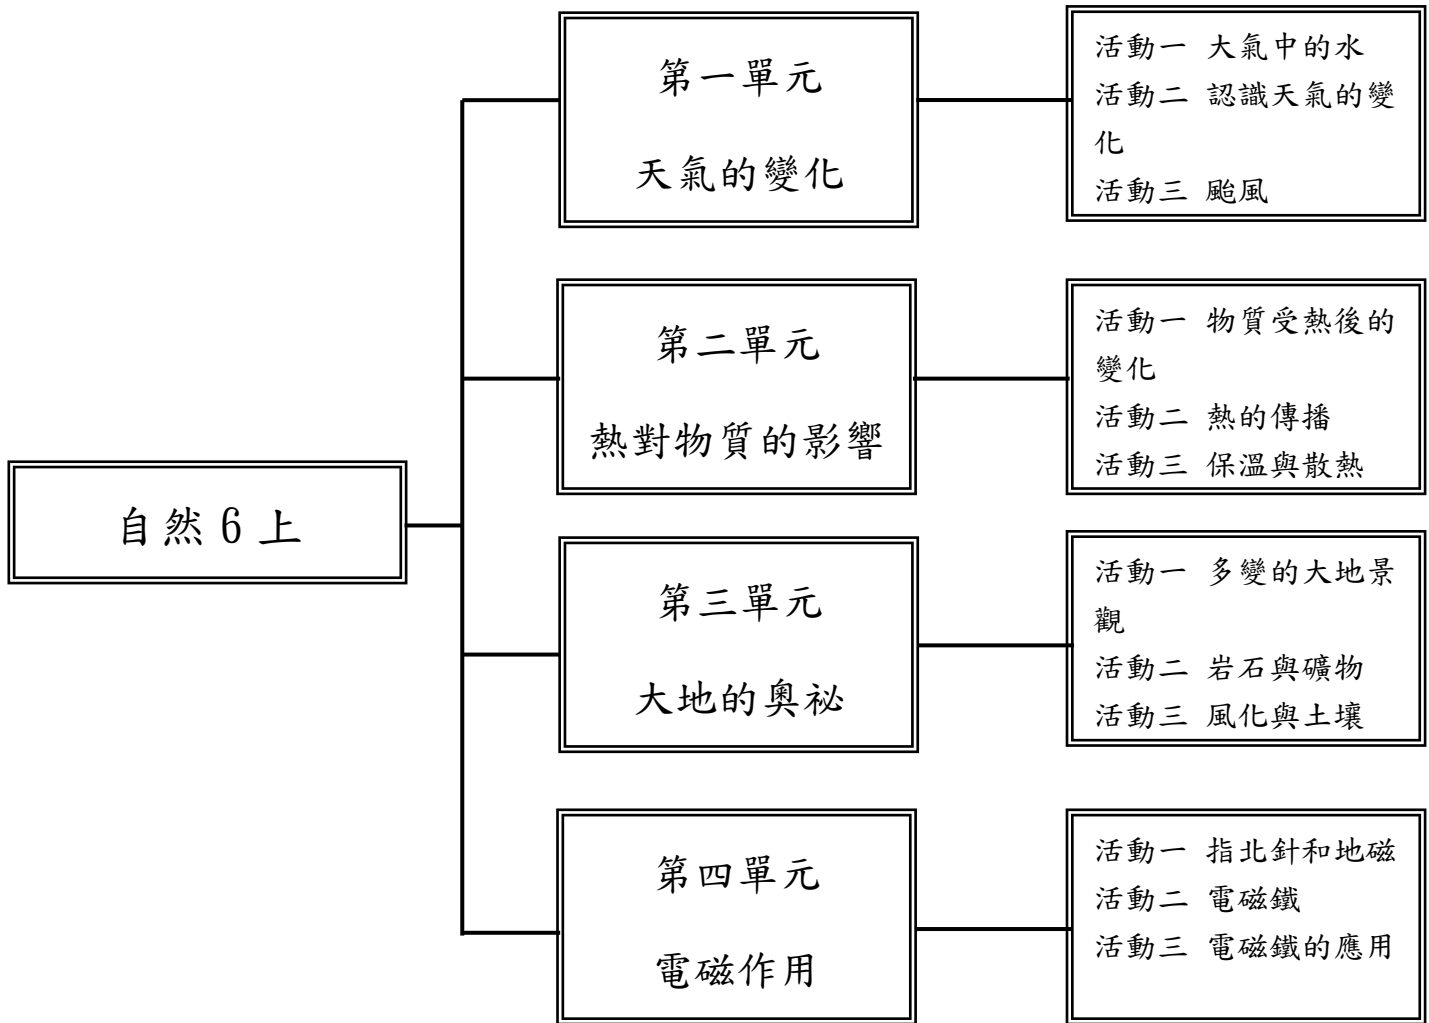 自然 6 上
第一單元
天氣的變化
活動一 大氣中的水
活動二 認識天氣的變
化
活動三 颱風
第二單元
熱對物質的影響
活動一 物質受熱後的
變化
活動二 熱的傳播
活動三 保溫與散熱
第三單元
大地的奧祕
活動一 多變的大地景
觀
活動二 岩石與礦物
活動三 風化與土壤
第四單元
電磁作用
活動一 指北針和地磁
活動二 電磁鐵
活動三 電磁鐵的應用